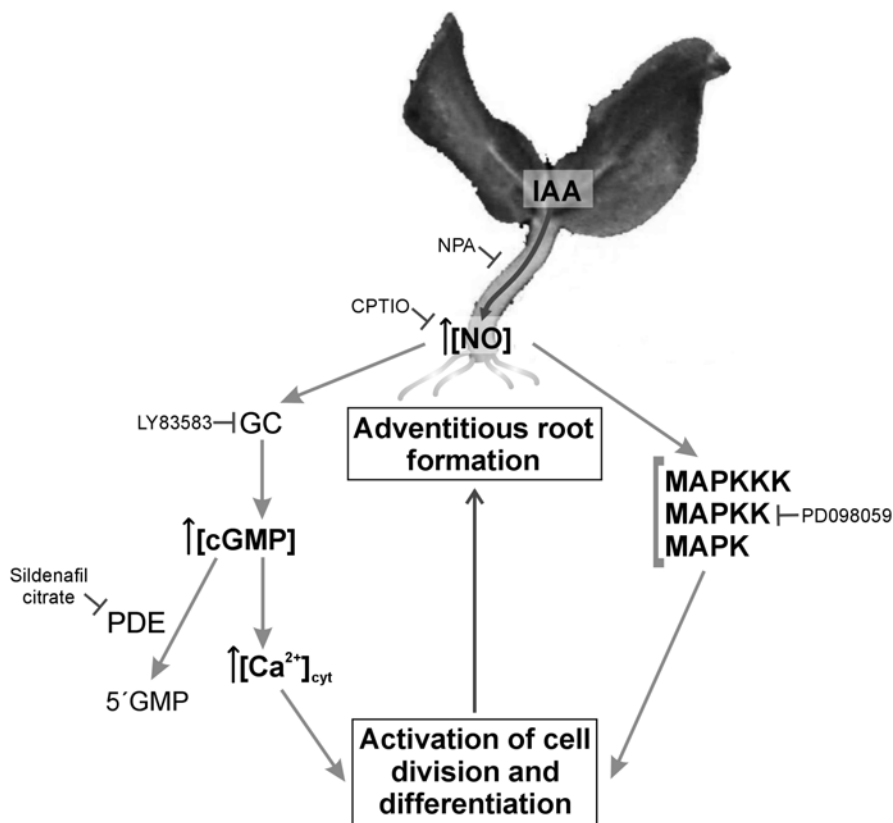 IAA
NPA
CPTIO
↑[NO]
LY83583
GC
Adventitious root
formation
MAPKKK
MAPKK
PD098059
MAPK
↑[cGMP]
Sildenafil
citrate
PDE
↑[Ca²⁺]cyt
5´GMP
Activation of cell
division and
differentiation